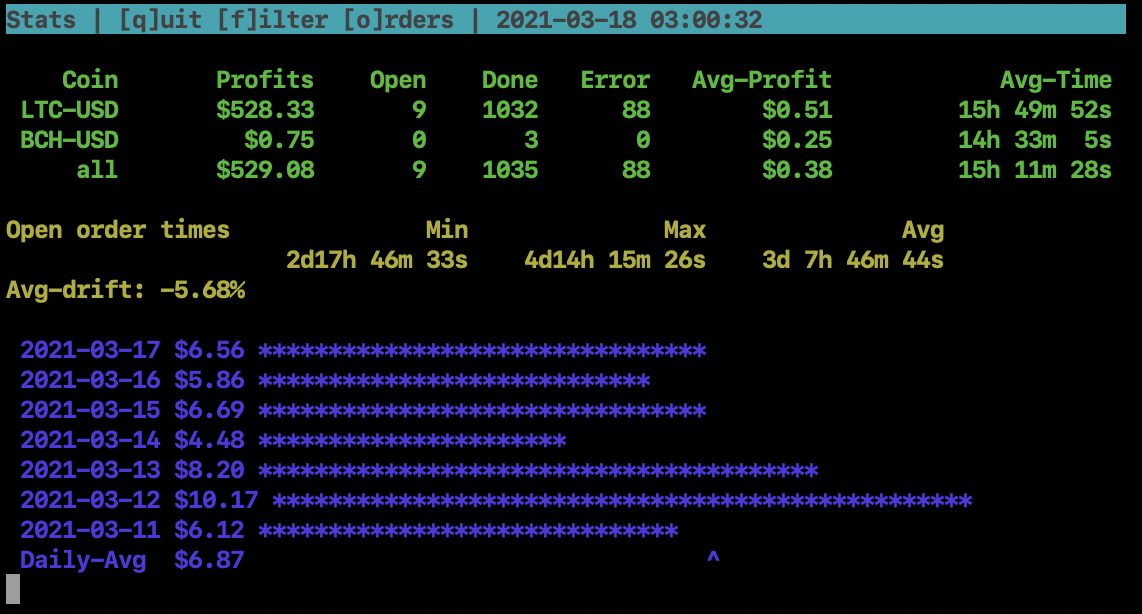 Stats | [q]uit [f]ilter [o]rders | 2021-03-18 03:00:32
Coin Profits Open Done Error Avg-Profit Avg-Time
LTC-USD $528.33 9 1032 88 $0.51 15h 49m 52s
BCH-USD $0.75 0 3 0 $0.25 14h 33m 5s
all $529.08 9 1035 88 $0.38 15h 11m 28s
Open order times Min Max Avg
2d17h 46m 33s 4d14h 15m 26s 3d 7h 46m 44s
Avg-drift: -5.68%
2021-03-17 $6.56 ********************************
2021-03-16 $5.86 ****************************
2021-03-15 $6.69 ********************************
2021-03-14 $4.48 **********************
2021-03-13 $8.20 ****************************************
2021-03-12 $10.17 **************************************************
2021-03-11 $6.12 ******************************
Daily-Avg $6.87 ^